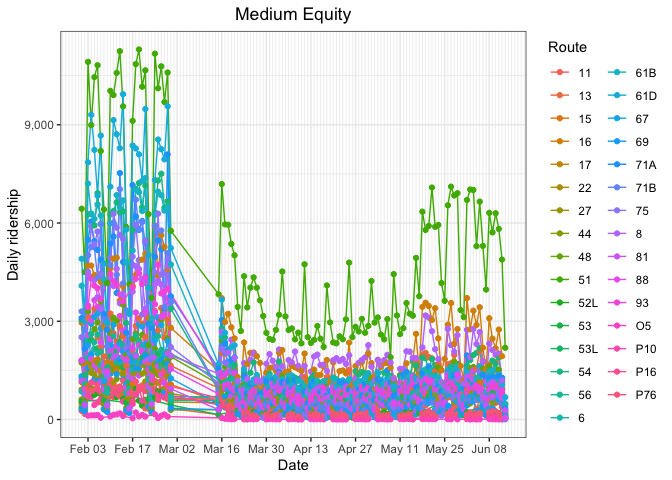 Medium Equity
Daily ridership
9,000
6,000
3,000
0
Feb 03 Feb 17 Mar 02 Mar 16 Mar 30 Apr 13 Apr 27 May 11 May 25 Jun 08
Date
Route
11 61B
13 61D
15 67
16 69
17 71A
22 71B
27 75
44 8
48 81
51 88
52L 93
53 O5
53L P10
54 P16
56 P76
6